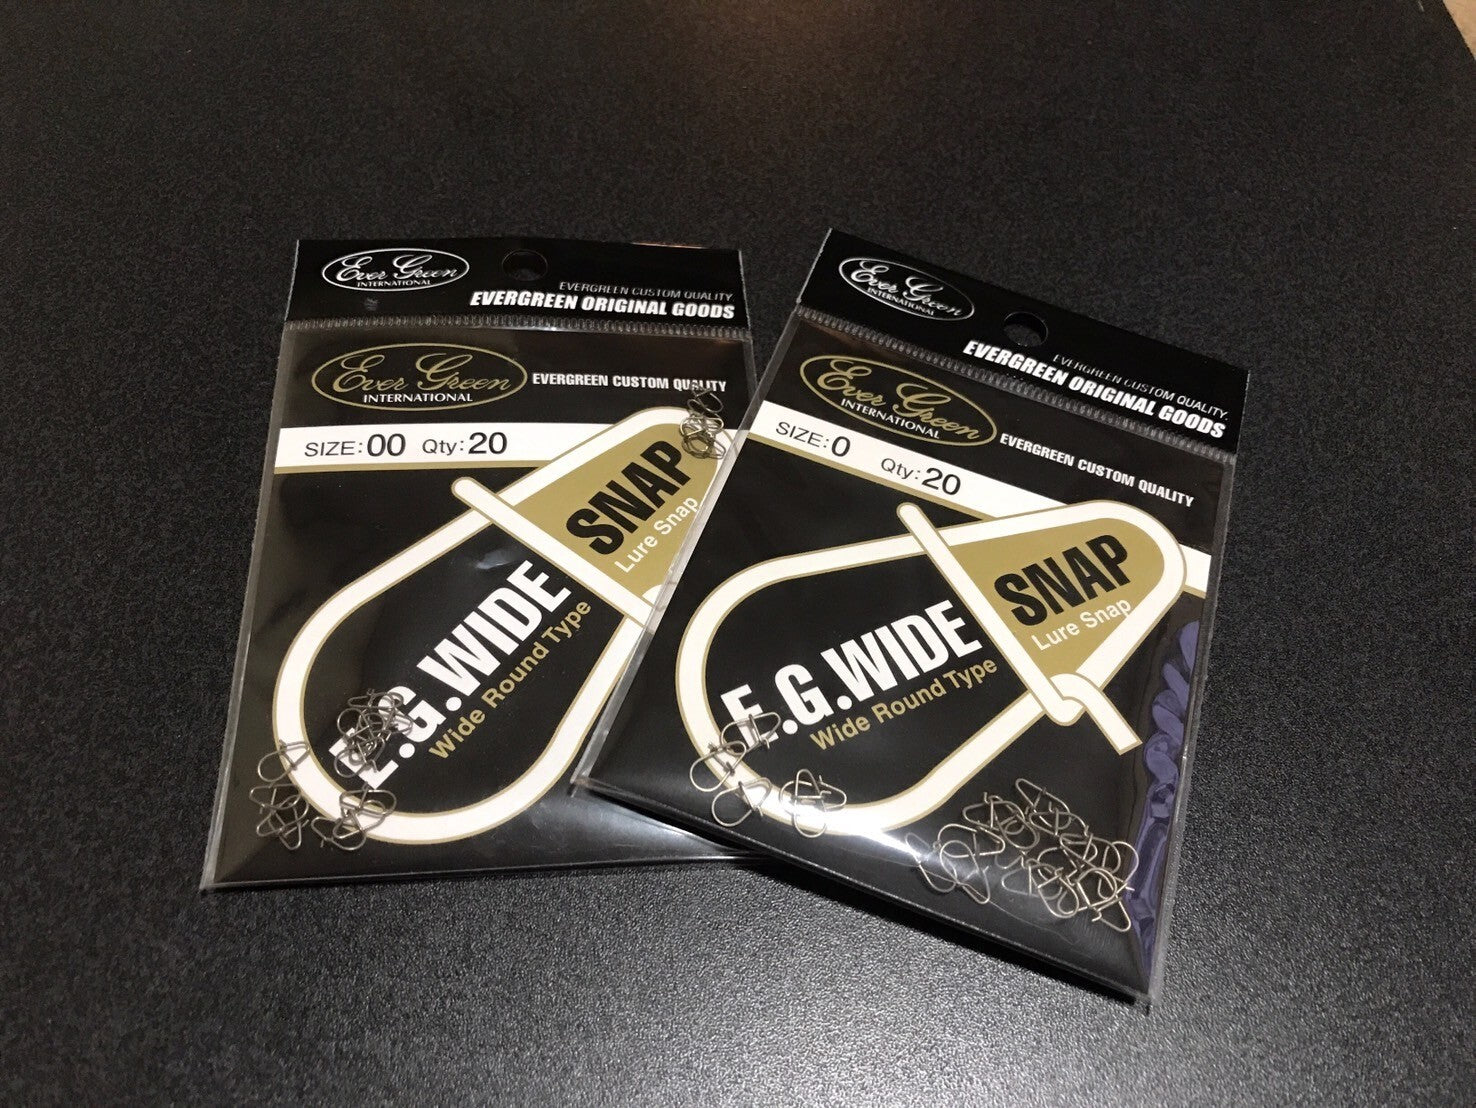 Ever Green
INTERNATIONAL
EVERGREEN CUSTOM QUALITY
EVERGREEN ORIGINAL GOODS
Ever Green
INTERNATIONAL
EVERGREEN CUSTOM QUALITY
SIZE:00 Qty:20
SNAP
Lure Snap
E.G.WIDE
Wide Round Type
Ever Green
INTERNATIONAL
EVERGREEN CUSTOM QUALITY.
EVERGREEN ORIGINAL GOODS
Ever Green
INTERNATIONAL
EVERGREEN CUSTOM QUALITY
SIZE:0 Qty:20
SNAP
Lure Snap
E.G.WIDE
Wide Round Type